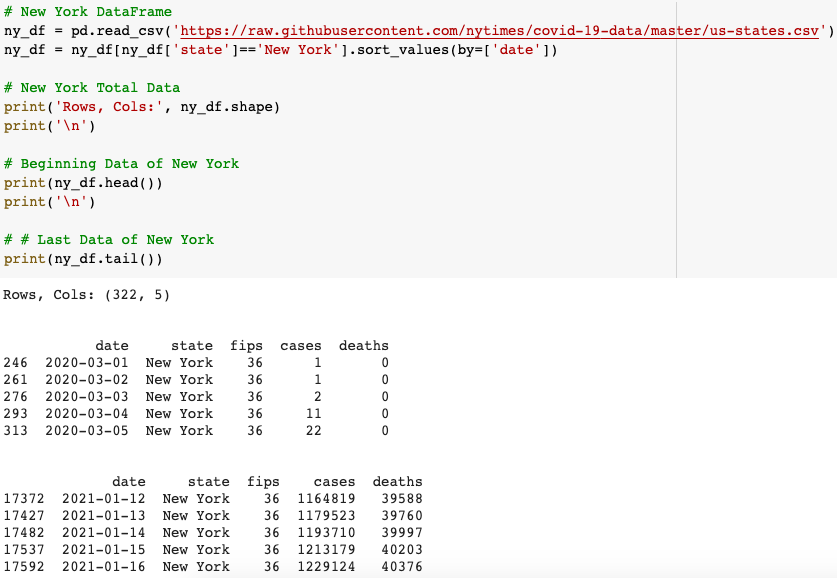 # New York DataFrame
ny_df = pd.read_csv('https://raw.githubusercontent.com/nytimes/covid-19-data/master/us-states.csv')
ny_df = ny_df[ny_df['state']=='New York'].sort_values(by=['date'])
# New York Total Data
print('Rows, Cols:', ny_df.shape)
print('\n')
# Beginning Data of New York
print(ny_df.head())
print('\n')
# # Last Data of New York
print(ny_df.tail())
Rows, Cols: (322, 5)
date state fips cases deaths
246 2020-03-01 New York 36 1 0
261 2020-03-02 New York 36 1 0
276 2020-03-03 New York 36 2 0
293 2020-03-04 New York 36 11 0
313 2020-03-05 New York 36 22 0
date state fips cases deaths
17372 2021-01-12 New York 36 1164819 39588
17427 2021-01-13 New York 36 1179523 39760
17482 2021-01-14 New York 36 1193710 39997
17537 2021-01-15 New York 36 1213179 40203
17592 2021-01-16 New York 36 1229124 40376